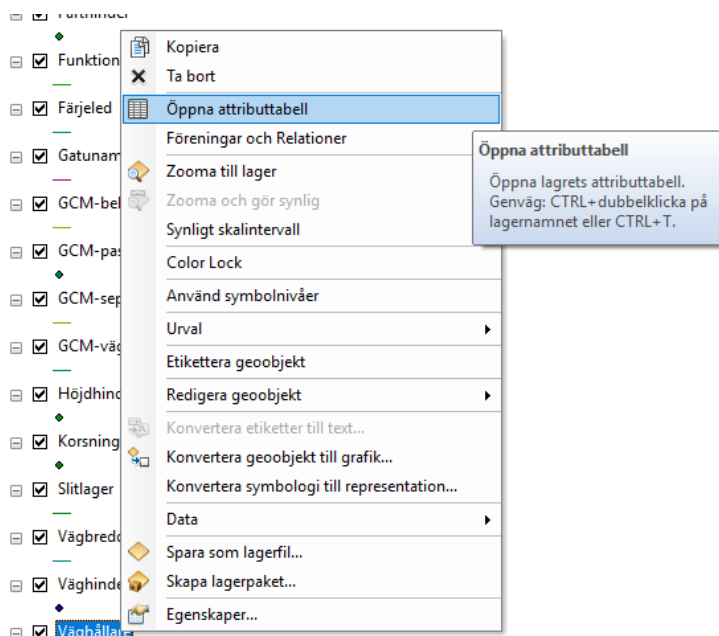 Farthinder
Funktion
Färjeled
Gatunam
GCM-bel
GCM-pas
GCM-sep
GCM-väg
Höjdhind
Korsning
Slitlager
Vägbredd
Väghinde
Väghållare
Kopiera
Ta bort
Öppna attributtabell
Föreningar och Relationer
Zooma till lager
Zooma och gör synlig
Synligt skalintervall
Color Lock
Använd symbolnivåer
Urval
Etikettera geoobjekt
Redigera geoobjekt
Konvertera etiketter till text...
Konvertera geoobjekt till grafik...
Konvertera symbologi till representation...
Data
Spara som lagerfil...
Skapa lagerpaket...
Egenskaper...
Öppna attributtabell
Öppna lagrets attributtabell.
Genväg: CTRL+dubbelklicka på
lagernamnet eller CTRL+T.